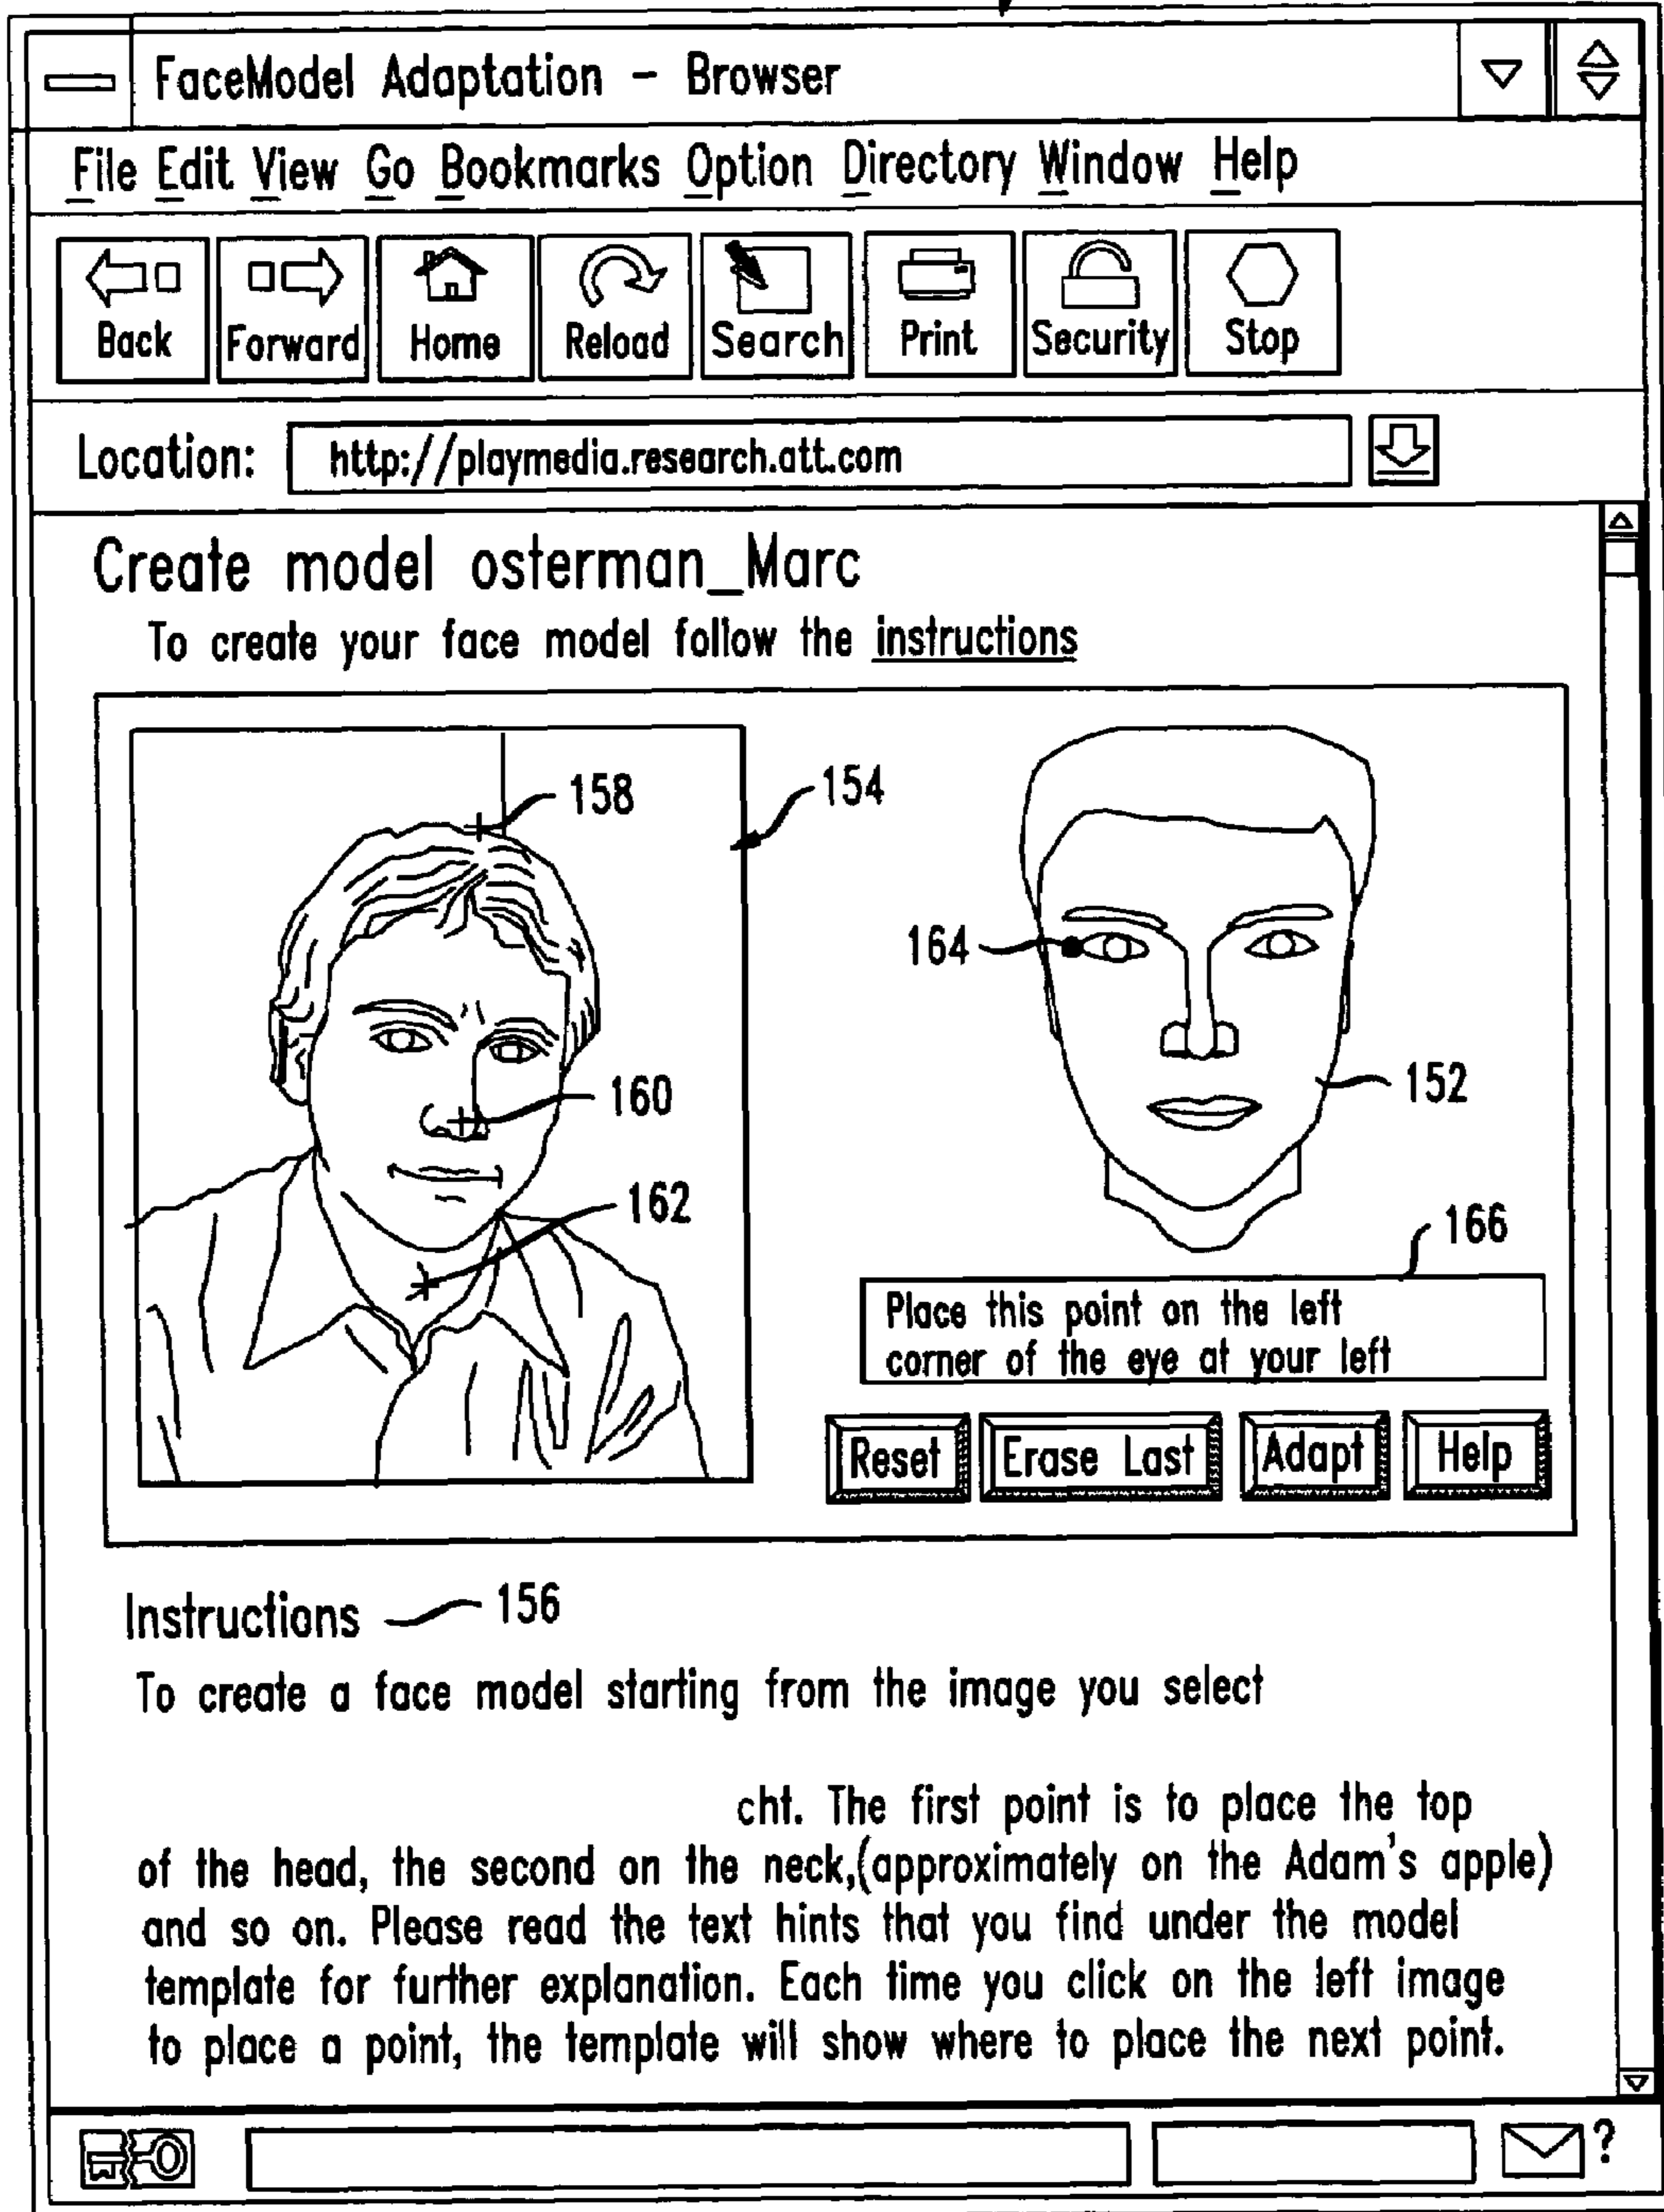 FaceModel Adaptation - Browser
File Edit View Go Bookmarks Option Directory Window Help
Back Forward Home Reload Search Print Security Stop
Location: http://playmedia.research.att.com
Create model osterman_Marc
To create your face model follow the instructions
158
154
164
160
152
162
166
Place this point on the left
corner of the eye at your left
Reset Erase Last Adapt Help
Instructions 156
To create a face model starting from the image you select
cht. The first point is to place the top
of the head, the second on the neck,(approximately on the Adam's apple)
and so on. Please read the text hints that you find under the model
template for further explanation. Each time you click on the left image
to place a point, the template will show where to place the next point.
?